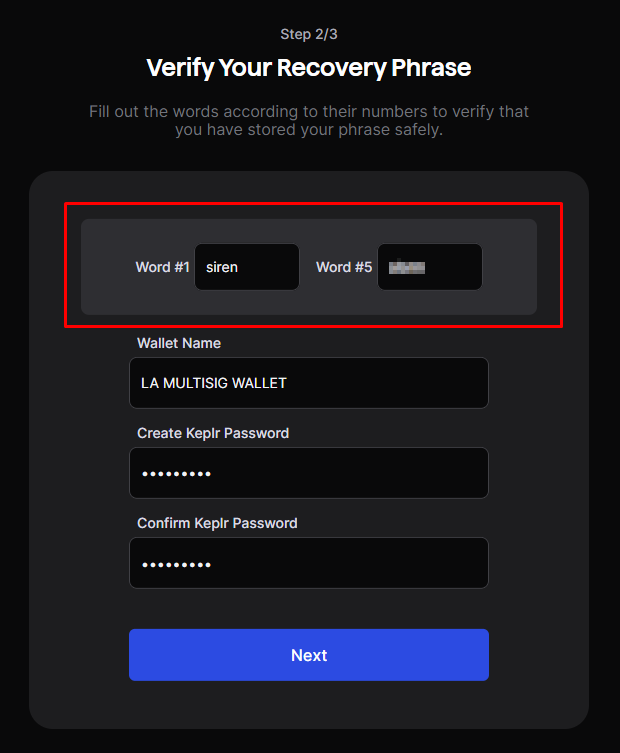 Step 2/3
Verify Your Recovery Phrase
Fill out the words according to their numbers to verify that
you have stored your phrase safely.
Word #1 siren Word #5
Wallet Name
LA MULTISIG WALLET
Create Keplr Password
•••••••••
Confirm Keplr Password
•••••••••
Next